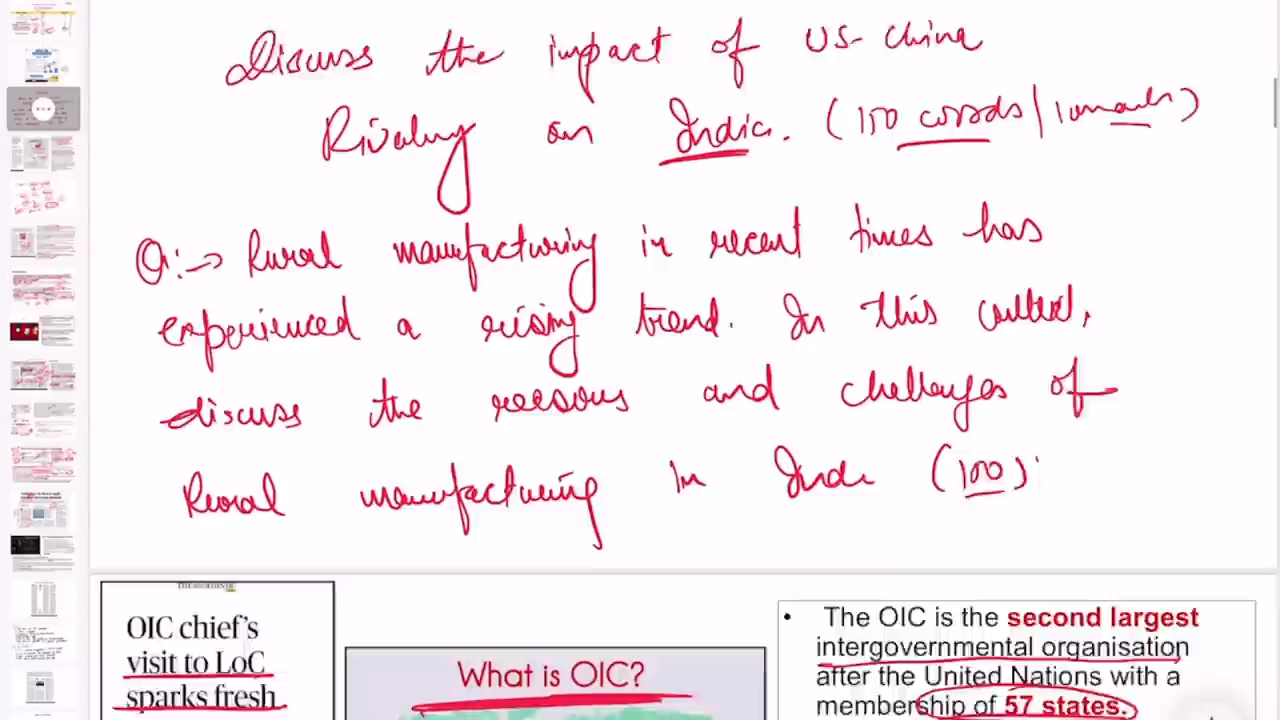 Discuss the impact of US-China
Rivalry on India. (150 words/10marks)
Q:→ Rural manufacturing in recent times has
experienced a rising trend. In this context,
discuss the reasons and challenges of
Rural manufacturing in India (150)
OIC chief's
visit to LoC
sparks fresh
What is OIC?
• The OIC is the second largest
intergovernmental organisation
after the United Nations with a
membership of 57 states.